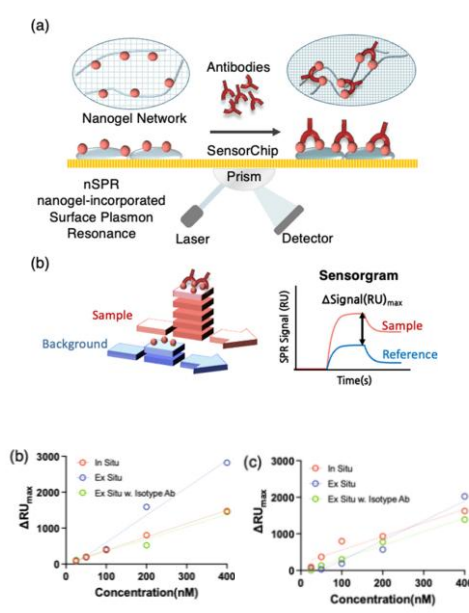 (a)
Antibodies
Nanogel Network
SensorChip
Prism
nSPR
nanogel-incorporated
Surface Plasmon
Resonance
Laser
Detector
(b)
Sensorgram
ΔSignal(RU)max
Sample
Background
SPR Signal (RU)
Sample
Reference
Time(s)
(b)
In Situ
Ex Situ
Ex Situ w. Isotype Ab
ΔRUmax
3000
2000
1000
0
0
100
200
300
400
Concentration(nM)
(c)
In Situ
Ex Situ
Ex Situ w. Isotype Ab
ΔRUmax
3000
2000
1000
0
0
100
200
300
400
Concentration(nM)